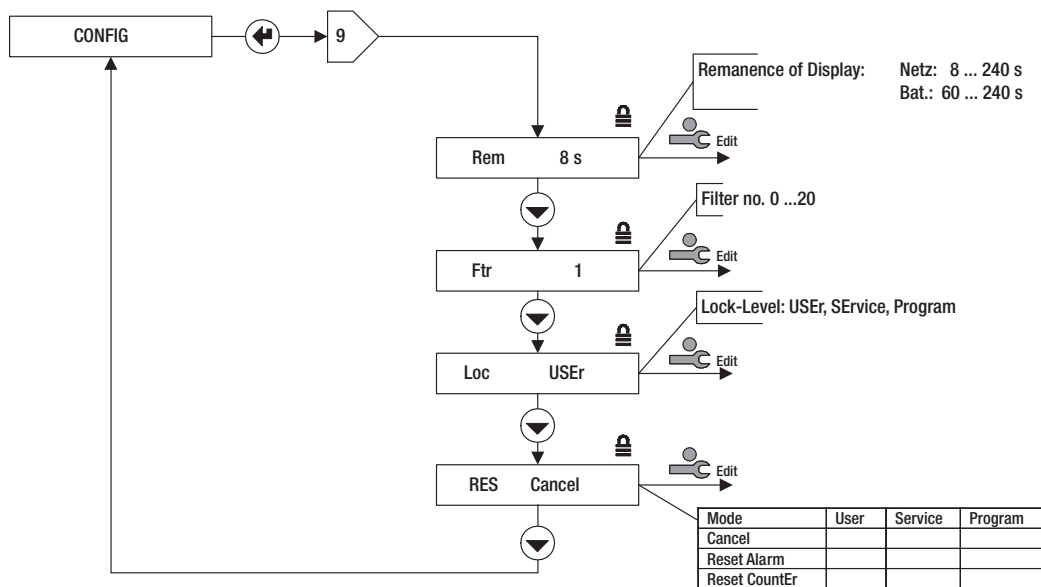 CONFIG
9
Remanence of Display: Netz: 8 ... 240 s
Bat.: 60 ... 240 s
Edit
Rem 8 s
Filter no. 0 ...20
Edit
Ftr 1
Lock-Level: USEr, SErvice, Program
Edit
Loc USEr
Edit
RES Cancel
Mode User Service Program
Cancel
Reset Alarm
Reset CountEr